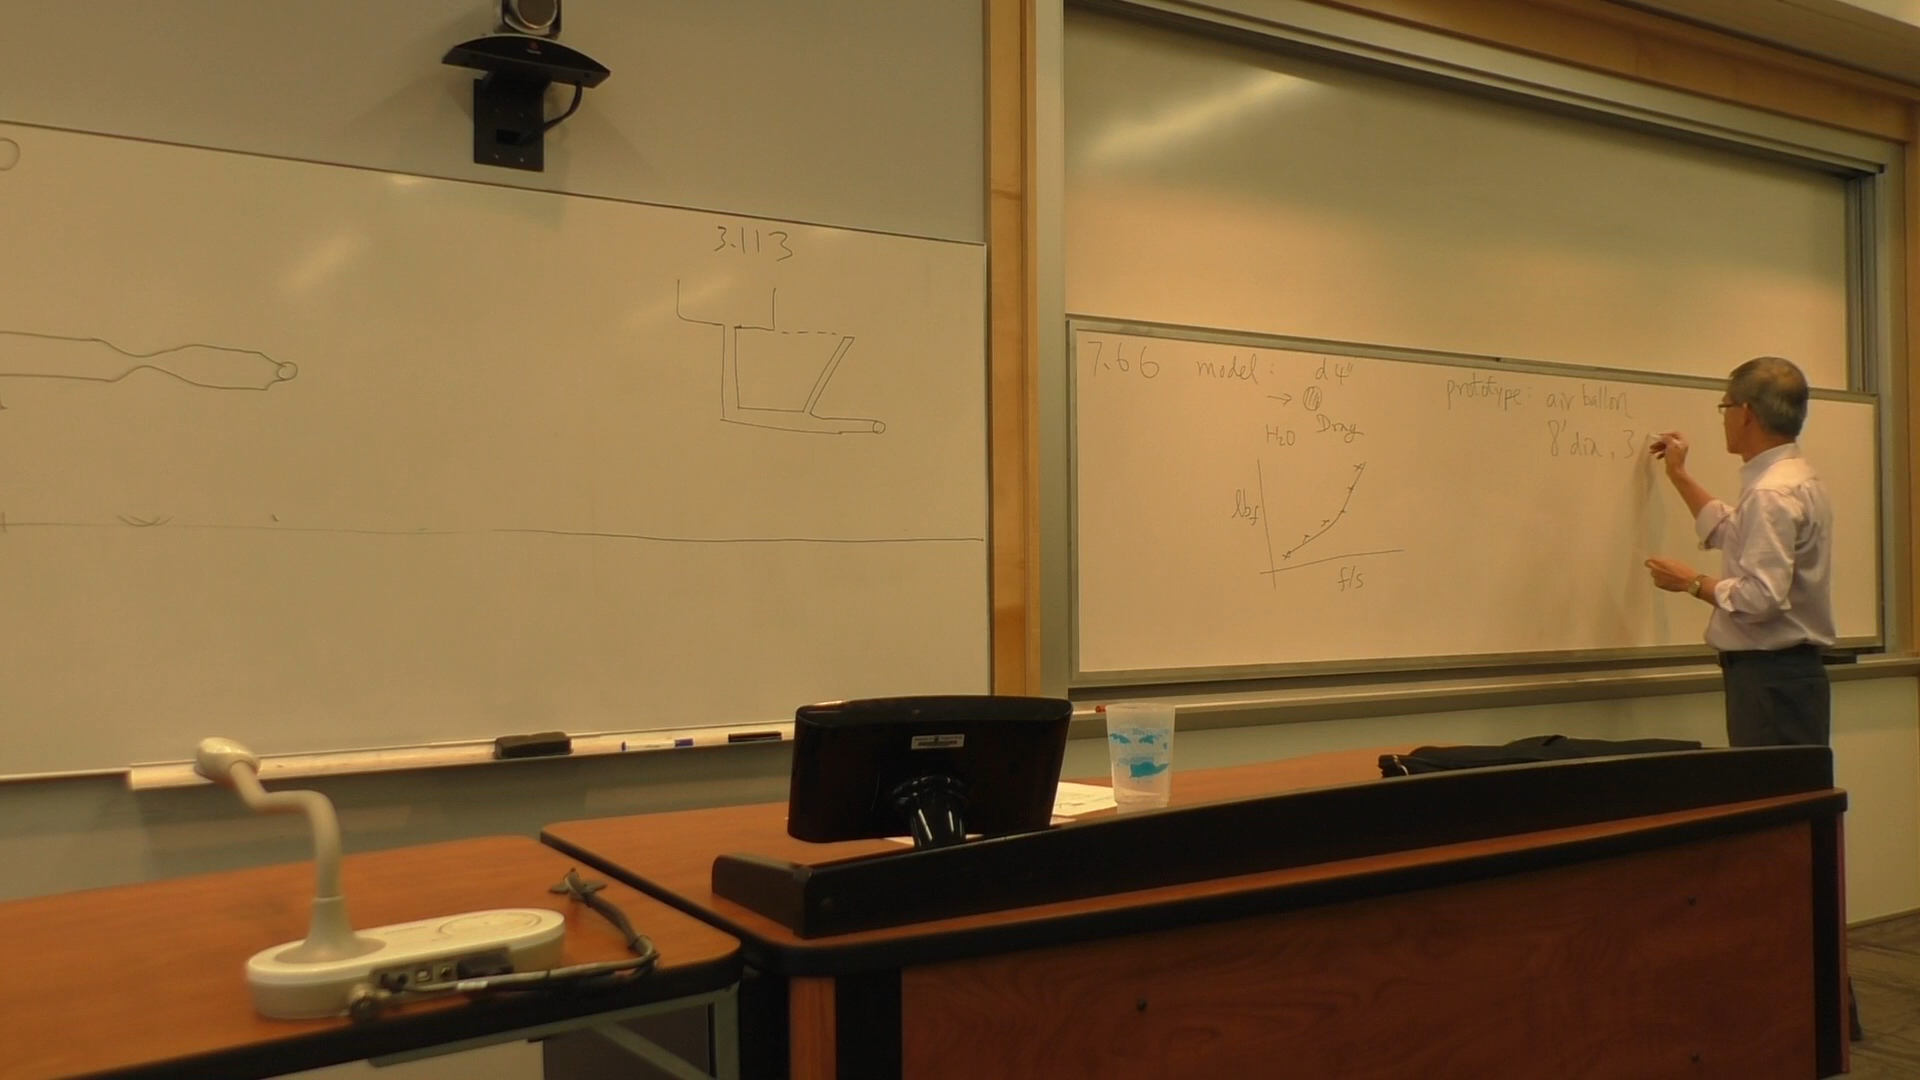 3.113
7.66 model: d 4"
H2O Drag
lbf
f/s
prototype: air ballon
8' dia, 3